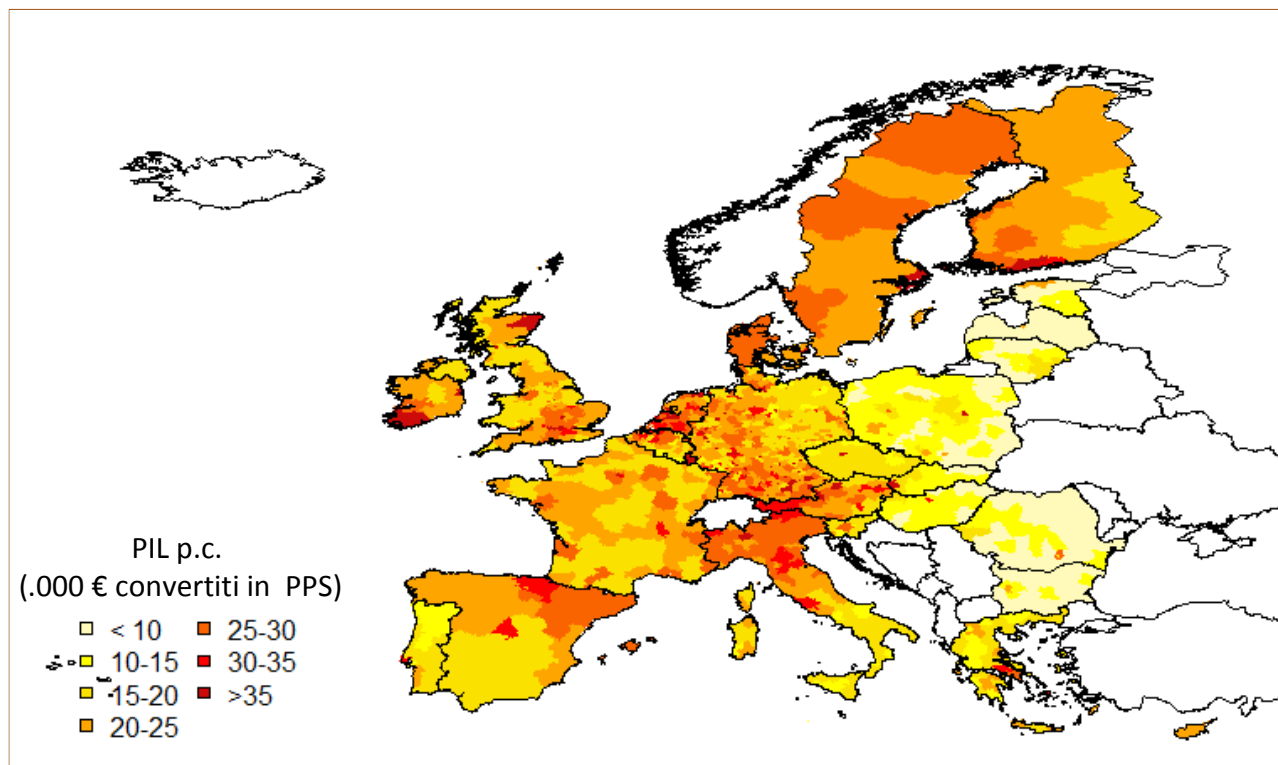 PIL p.c.
(.000 € convertiti in PPS)
< 10 25-30
10-15 30-35
15-20 >35
20-25